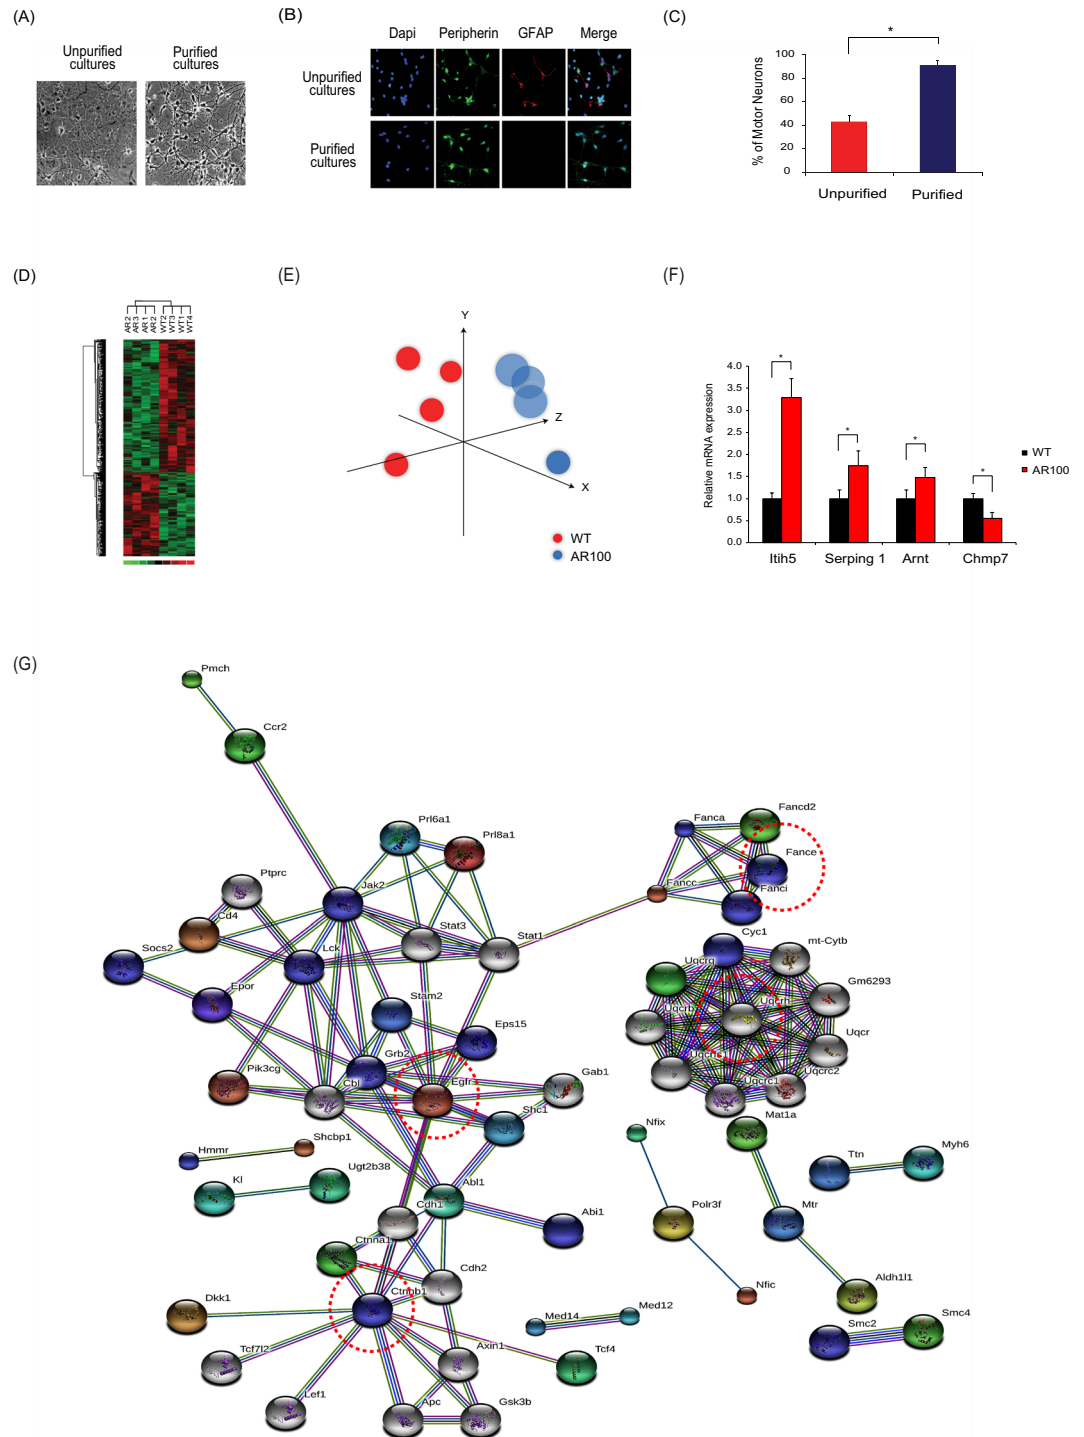 (A)
Unpurified
cultures
Purified
cultures
(B)
Dapi Peripherin GFAP Merge
Unpurified
cultures
Purified
cultures
(C)
*
% of Motor Neurons
100
80
60
40
20
0
Unpurified Purified
(D)
AR2
AR3
AR1
AR2
WT2
WT3
WT1
WT4
(E)
Y
Z
X
WT
AR100
(F)
Relative mRNA expression
4.0
3.5
3.0
2.5
2.0
1.5
1.0
0.5
0.0
*
*
*
*
WT
AR100
Itih5 Serping 1 Arnt Chmp7
(G)
Pmch
Ccr2
Prl6a1
Prl8a1
Fanca
Fancd2
Fance
Fancc
Fanci
Ptprc
Jak2
Cd4
Stat3
Stat1
Socs2
Lck
Cyc1
mt-Cytb
Uqcrq
Gm6293
Epor
Stam2
Uqcrh
Uqcrb
Eps15
Uqcr
Grb2
Uqcrc2
Uqcrc1
Pik3cg
Cbl
Egfr
Gab1
Shc1
Mat1a
Nfix
Hmmr
Shcbp1
Ttn
Myh6
Kl
Ugt2b38
Abl1
Cdh1
Abi1
Polr3f
Mtr
Ctnna1
Cdh2
Ctnnb1
Dkk1
Nfic
Aldh1l1
Med14
Med12
Smc2
Smc4
Tcf7l2
Axin1
Tcf4
Lef1
Apc
Gsk3b